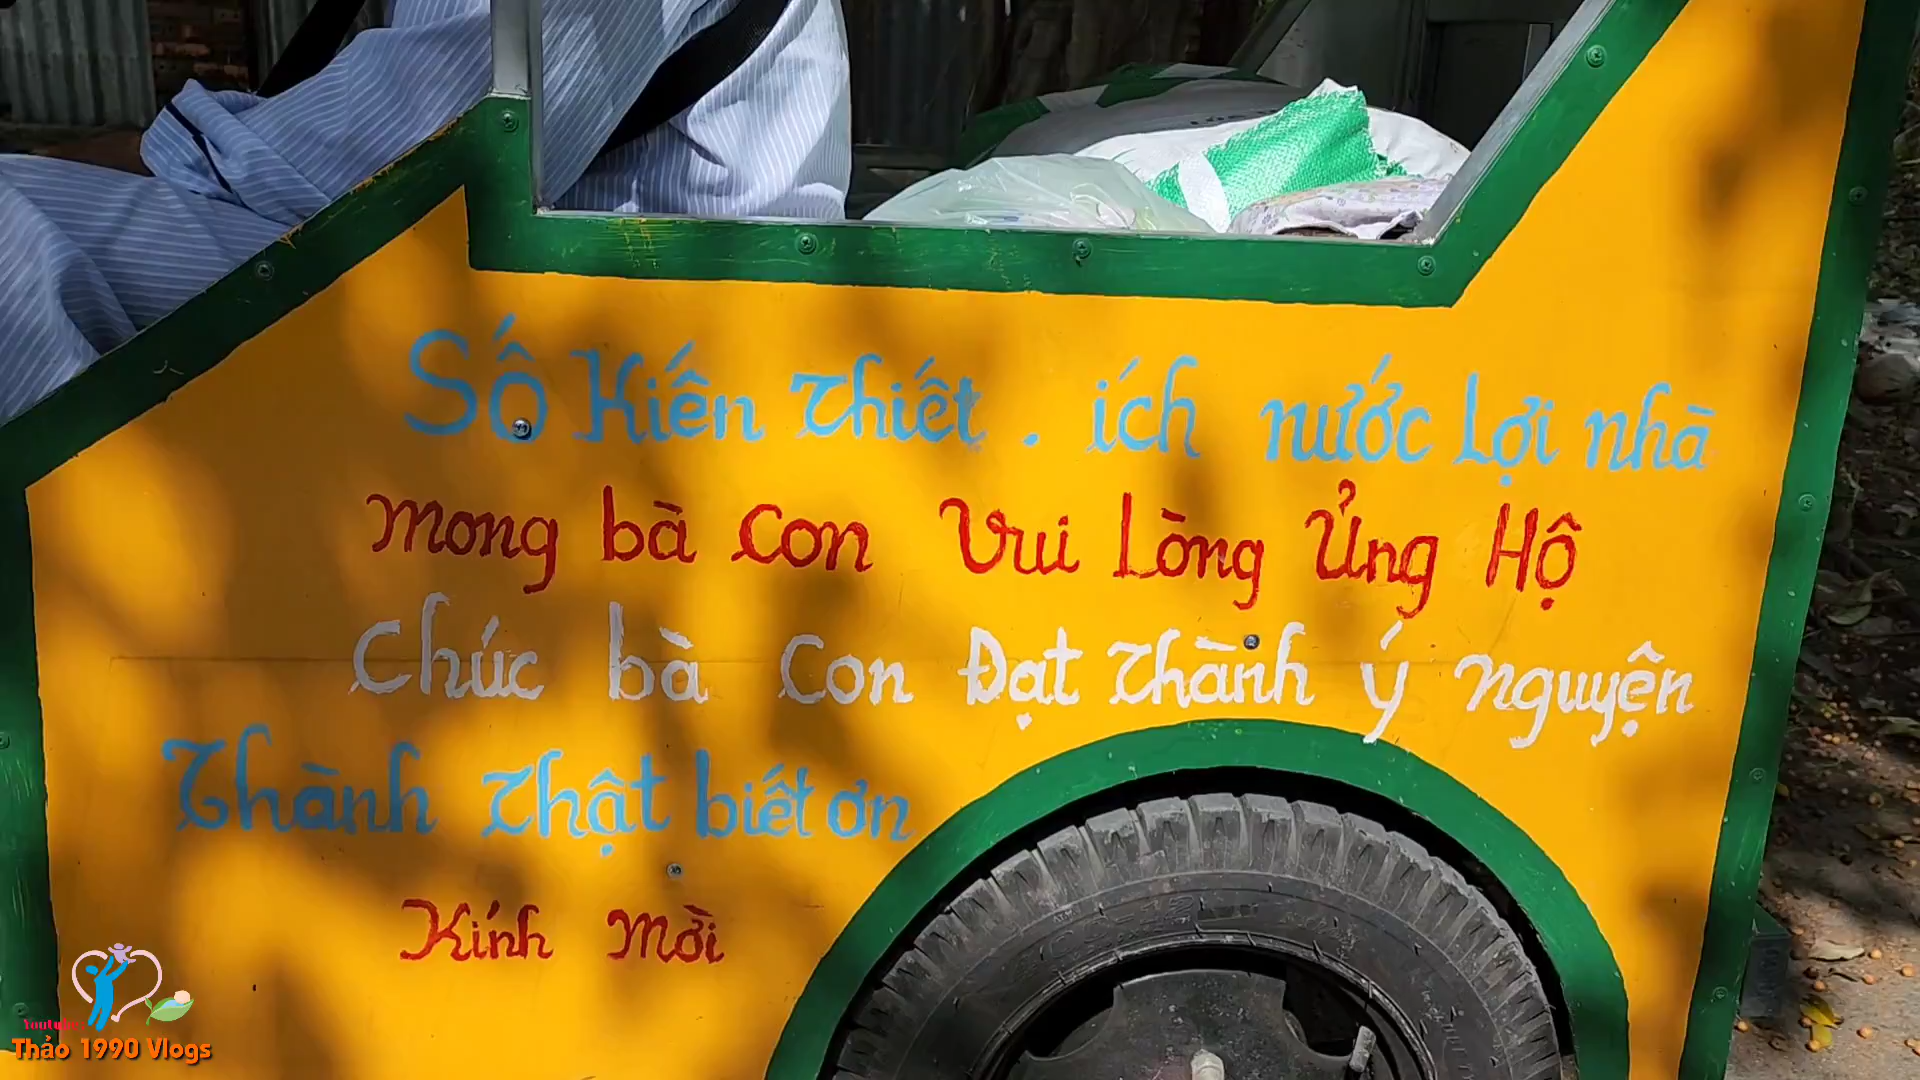 Số Kiến Thiết. ích nước Lợi nhà
Mong bà Con Vui Lòng Ủng Hộ
Chúc bà Con Đạt Thành ý Nguyện
Thành Thật biết ơn
Kính Mời
Youtube
Thảo 1990 Vlogs